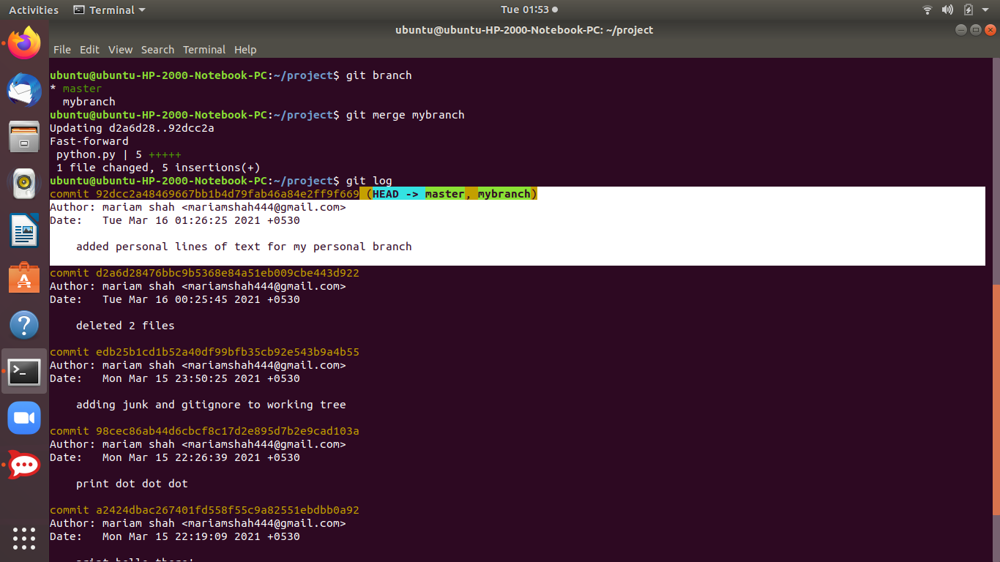 Activities Terminal Tue 01:53
ubuntu@ubuntu-HP-2000-Notebook-PC: ~/project
File Edit View Search Terminal Help
ubuntu@ubuntu-HP-2000-Notebook-PC:~/project$ git branch
* master
  mybranch
ubuntu@ubuntu-HP-2000-Notebook-PC:~/project$ git merge mybranch
Updating d2a6d28..92dcc2a
Fast-forward
 python.py | 5 +++++
 1 file changed, 5 insertions(+)
ubuntu@ubuntu-HP-2000-Notebook-PC:~/project$ git log
commit 92dcc2a48469667bb1b4d79fab46a84e2ff9f669 (HEAD -> master, mybranch)
Author: mariam shah <mariamshah444@gmail.com>
Date:   Tue Mar 16 01:26:25 2021 +0530
    added personal lines of text for my personal branch
commit d2a6d28476bbc9b5368e84a51eb009cbe443d922
Author: mariam shah <mariamshah444@gmail.com>
Date:   Tue Mar 16 00:25:45 2021 +0530
    deleted 2 files
commit edb25b1cd1b52a40df99bfb35cb92e543b9a4b55
Author: mariam shah <mariamshah444@gmail.com>
Date:   Mon Mar 15 23:50:25 2021 +0530
    adding junk and gitignore to working tree
commit 98cec86ab44d6cbcf8c17d2e895d7b2e9cad103a
Author: mariam shah <mariamshah444@gmail.com>
Date:   Mon Mar 15 22:26:39 2021 +0530
    print dot dot dot
commit a2424dbac267401fd558f55c9a82551ebdbb0a92
Author: mariam shah <mariamshah444@gmail.com>
Date:   Mon Mar 15 22:19:09 2021 +0530
    print hello there!